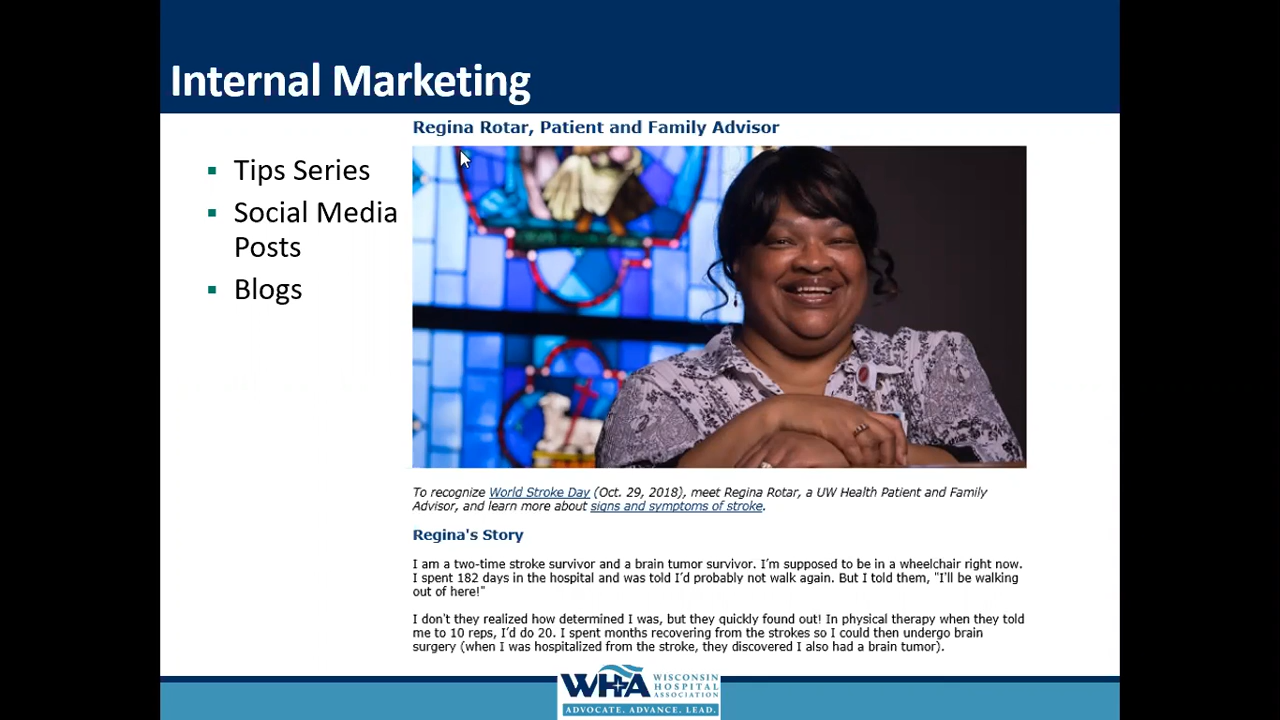 Internal Marketing
Tips Series
Social Media
Posts
Blogs
Regina Rotar, Patient and Family Advisor
To recognize World Stroke Day (Oct. 29, 2018), meet Regina Rotar, a UW Health Patient and Family
Advisor, and learn more about signs and symptoms of stroke.
Regina's Story
I am a two-time stroke survivor and a brain tumor survivor. I'm supposed to be in a wheelchair right now.
I spent 182 days in the hospital and was told I'd probably not walk again. But I told them, "I'll be walking
out of here!"
I don't they realized how determined I was, but they quickly found out! In physical therapy when they told
me to 10 reps, I'd do 20. I spent months recovering from the strokes so I could then undergo brain
surgery (when I was hospitalized from the stroke, they discovered I also had a brain tumor).
WHA
WISCONSIN
HOSPITAL
ASSOCIATION
ADVOCATE. ADVANCE. LEAD.